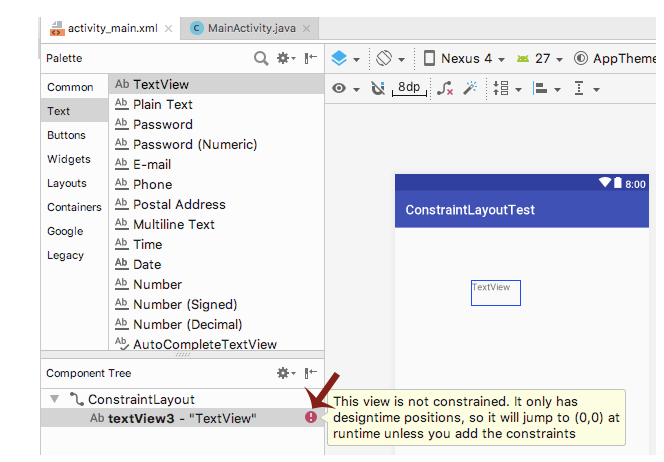 activity_main.xml
MainActivity.java
Palette
Nexus 4
27
AppTheme
8dp
Common
Text
Buttons
Widgets
Layouts
Containers
Google
Legacy
Ab TextView
Ab Plain Text
Ab Password
Ab Password (Numeric)
Ab E-mail
Ab Phone
Ab Postal Address
Ab Multiline Text
Ab Time
Ab Date
Ab Number
Ab Number (Signed)
Ab Number (Decimal)
Ab AutoCompleteTextView
8:00
ConstraintLayoutTest
TextView
Component Tree
ConstraintLayout
Ab textView3 - "TextView"
This view is not constrained. It only has
designtime positions, so it will jump to (0,0) at
runtime unless you add the constraints